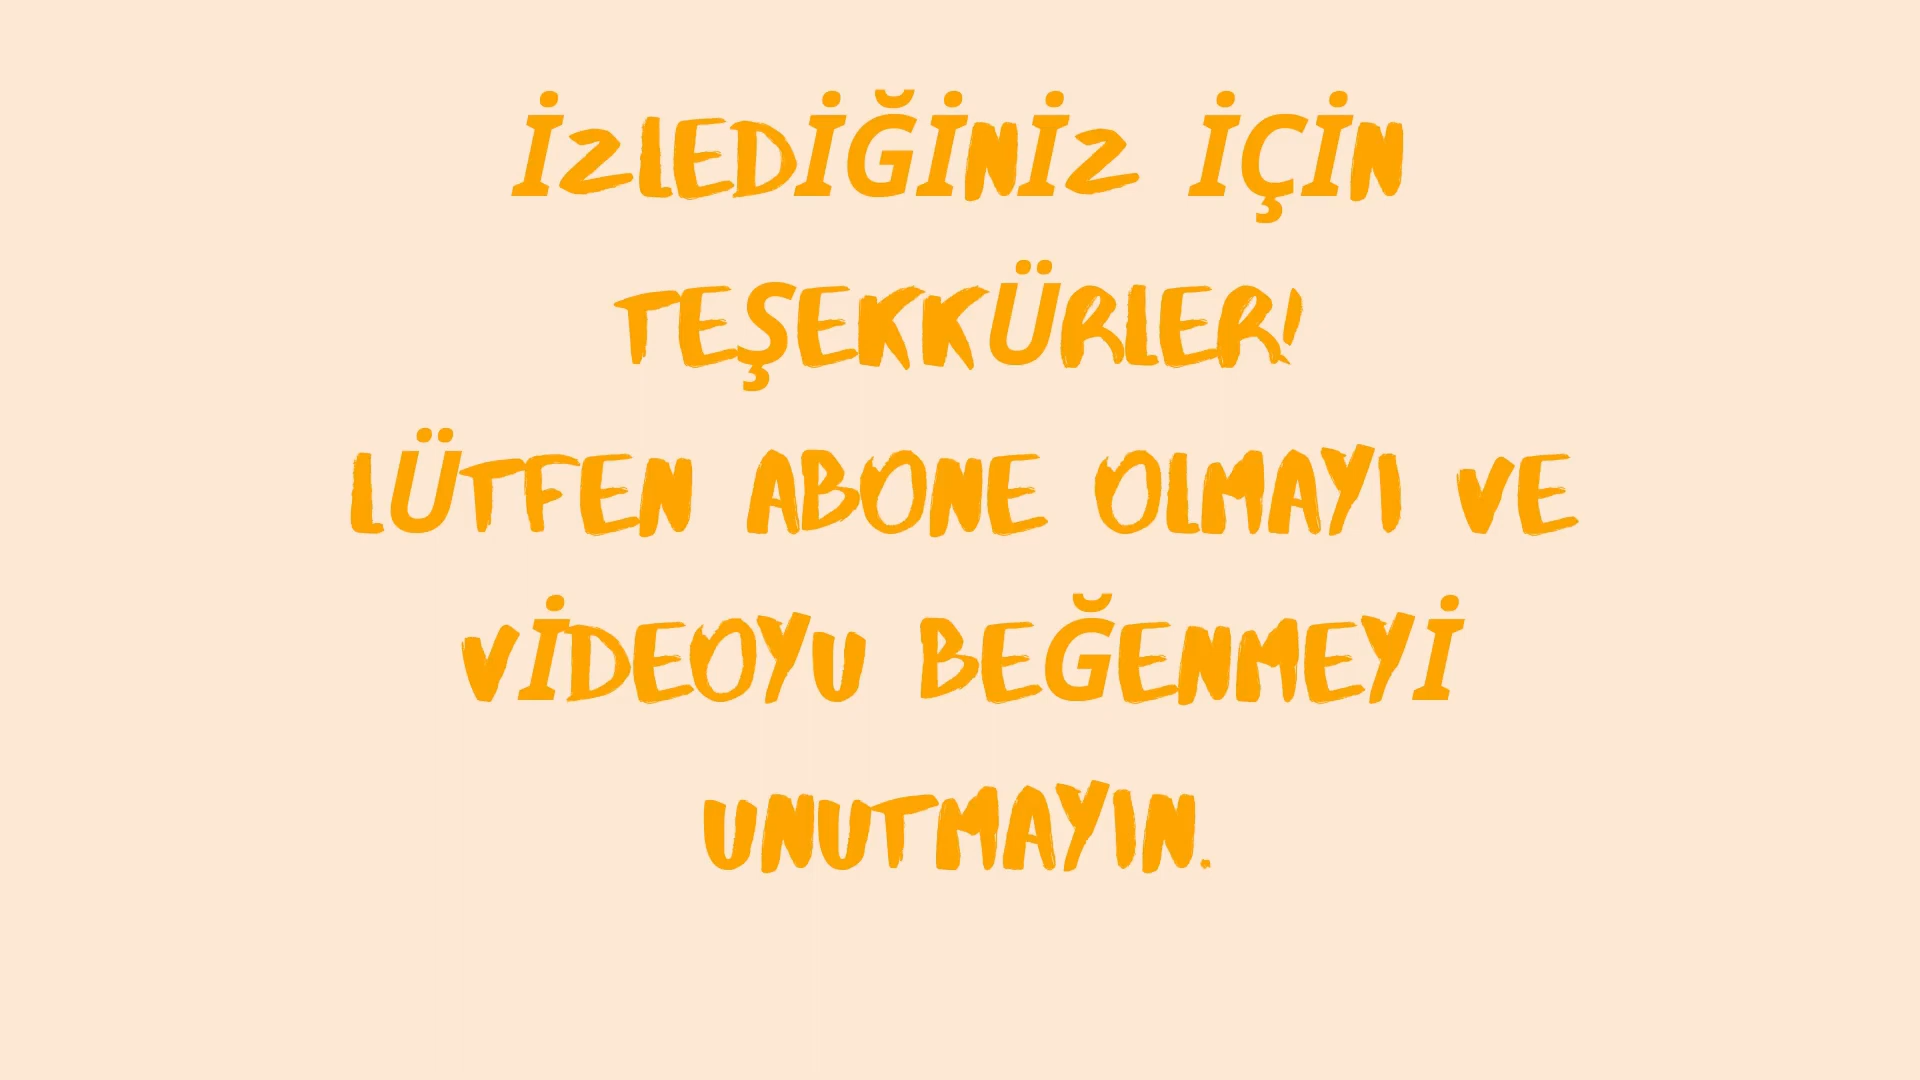 İZLEDİĞİNİZ İÇİN
TEŞEKKÜRLER!
LÜTFEN ABONE OLMAYI VE
VİDEOYU BEĞENMEYİ
UNUTMAYIN.